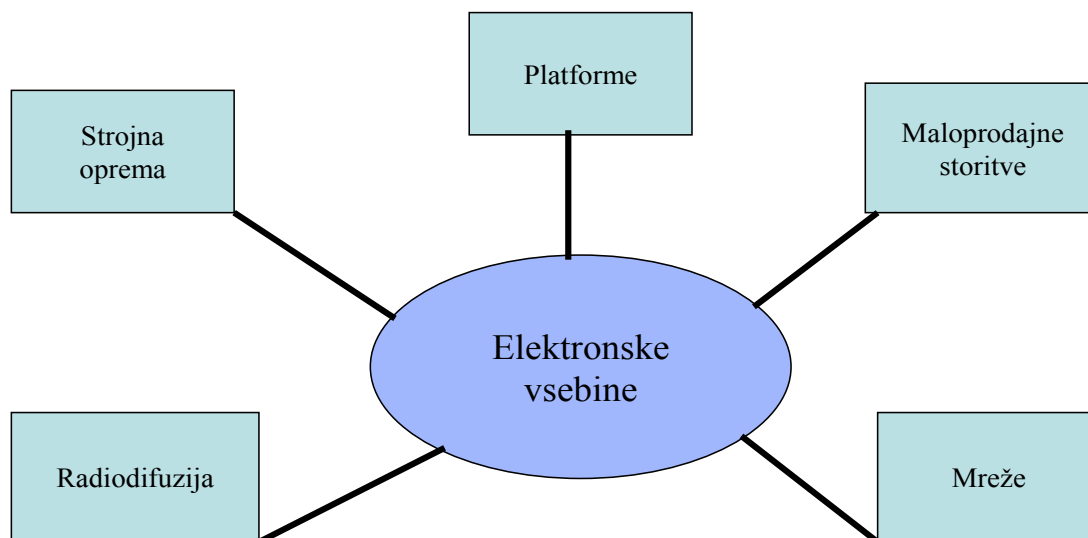 Platforme
Strojna
oprema
Maloprodajne
storitve
Elektronske
vsebine
Radiodifuzija
Mreže